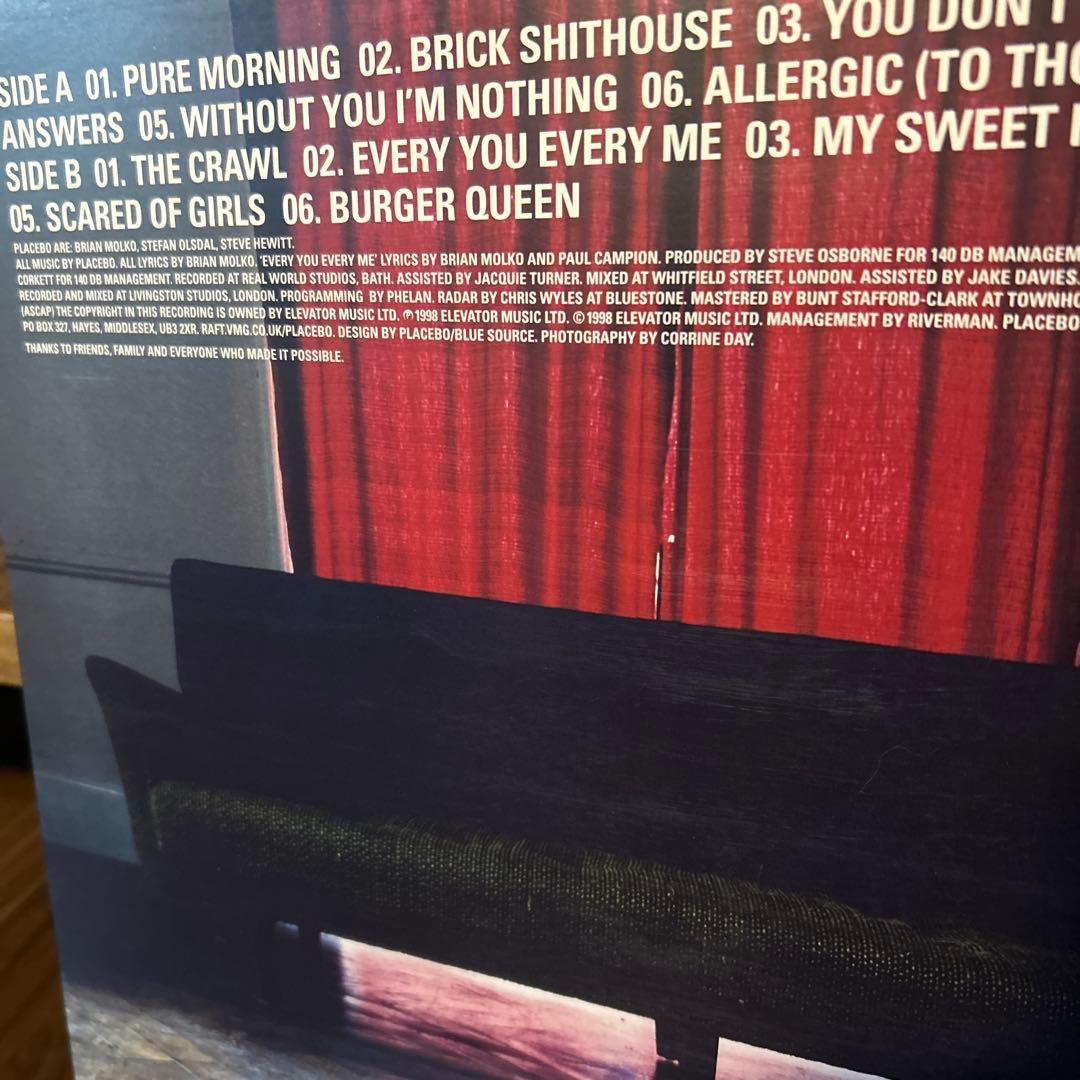 SIDE A 01. PURE MORNING 02. BRICK SHITHOUSE 03. YOU DON'T
ANSWERS 05. WITHOUT YOU I'M NOTHING 06. ALLERGIC (TO THO
SIDE B 01. THE CRAWL 02. EVERY YOU EVERY ME 03. MY SWEET
05. SCARED OF GIRLS 06. BURGER QUEEN
PLACEBO ARE: BRIAN MOLKO, STEFAN OLSDAL, STEVE HEWITT.
ALL MUSIC BY PLACEBO. ALL LYRICS BY BRIAN MOLKO. 'EVERY YOU EVERY ME' LYRICS BY BRIAN MOLKO AND PAUL CAMPION. PRODUCED BY STEVE OSBORNE FOR 140 DB MANAGEM
CORKETT FOR 140 DB MANAGEMENT. RECORDED AT REAL WORLD STUDIOS, BATH. ASSISTED BY JACQUIE TURNER. MIXED AT WHITFIELD STREET, LONDON. ASSISTED BY JAKE DAVIES.
RECORDED AND MIXED AT LIVINGSTON STUDIOS, LONDON. PROGRAMMING BY PHELAN. RADAR BY CHRIS WYLES AT BLUESTONE. MASTERED BY BUNT STAFFORD-CLARK AT TOWNHO
(ASCAP) THE COPYRIGHT IN THIS RECORDING IS OWNED BY ELEVATOR MUSIC LTD. ℗ 1998 ELEVATOR MUSIC LTD. © 1998 ELEVATOR MUSIC LTD. MANAGEMENT BY RIVERMAN. PLACEBO
PO BOX 327, HAYES, MIDDLESEX, UB3 2XR. RAFT.VMG.CO.UK/PLACEBO. DESIGN BY PLACEBO/BLUE SOURCE. PHOTOGRAPHY BY CORRINE DAY.
THANKS TO FRIENDS, FAMILY AND EVERYONE WHO MADE IT POSSIBLE.